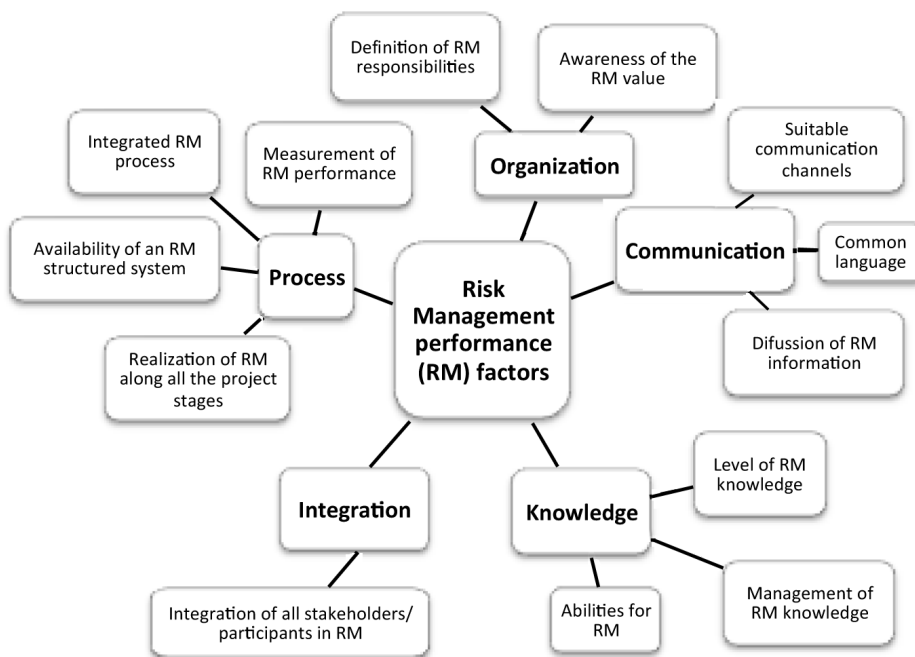 Definition of RM
responsibilities
Awareness of the
RM value
Organization
Integrated RM
process
Measurement of
RM performance
Availability of an RM
structured system
Process
Realization of RM
along all the project
stages
Suitable
communication
channels
Communication
Common
language
Difussion of RM
information
Risk
Management
performance
(RM) factors
Integration
Integration of all stakeholders/
participants in RM
Knowledge
Level of RM
knowledge
Abilities for
RM
Management of
RM knowledge